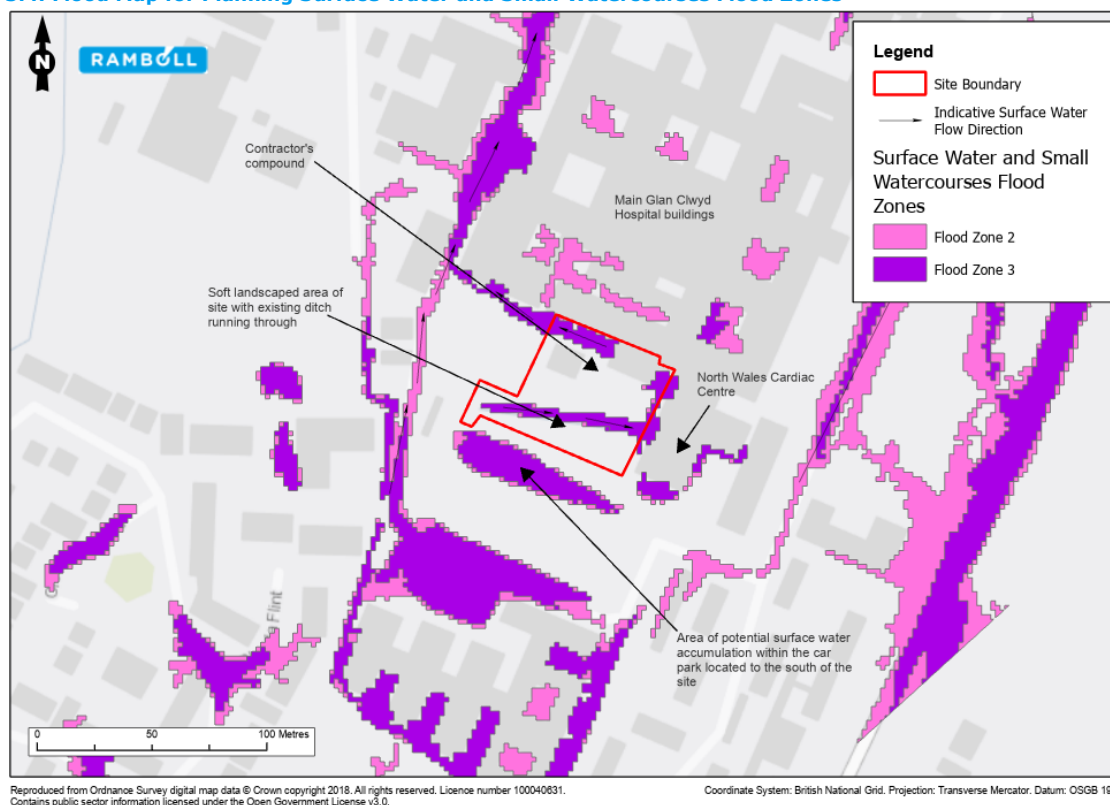 RAMBOLL
N
Contractor's
compound
Main Glan Clwyd
Hospital buildings
Soft landscaped area of
site with existing ditch
running through
North Wales Cardiac
Centre
Area of potential surface water
accumulation within the car
park located to the south of the
site
Flint
Legend
Site Boundary
Indicative Surface Water
Flow Direction
Surface Water and Small
Watercourses Flood
Zones
Flood Zone 2
Flood Zone 3
0 50 100 Metres
Reproduced from Ordnance Survey digital map data © Crown copyright 2018. All rights reserved. Licence number 100040631.
Contains public sector information licensed under the Open Government License v3.0.
Coordinate System: British National Grid. Projection: Transverse Mercator. Datum: OSGB 19